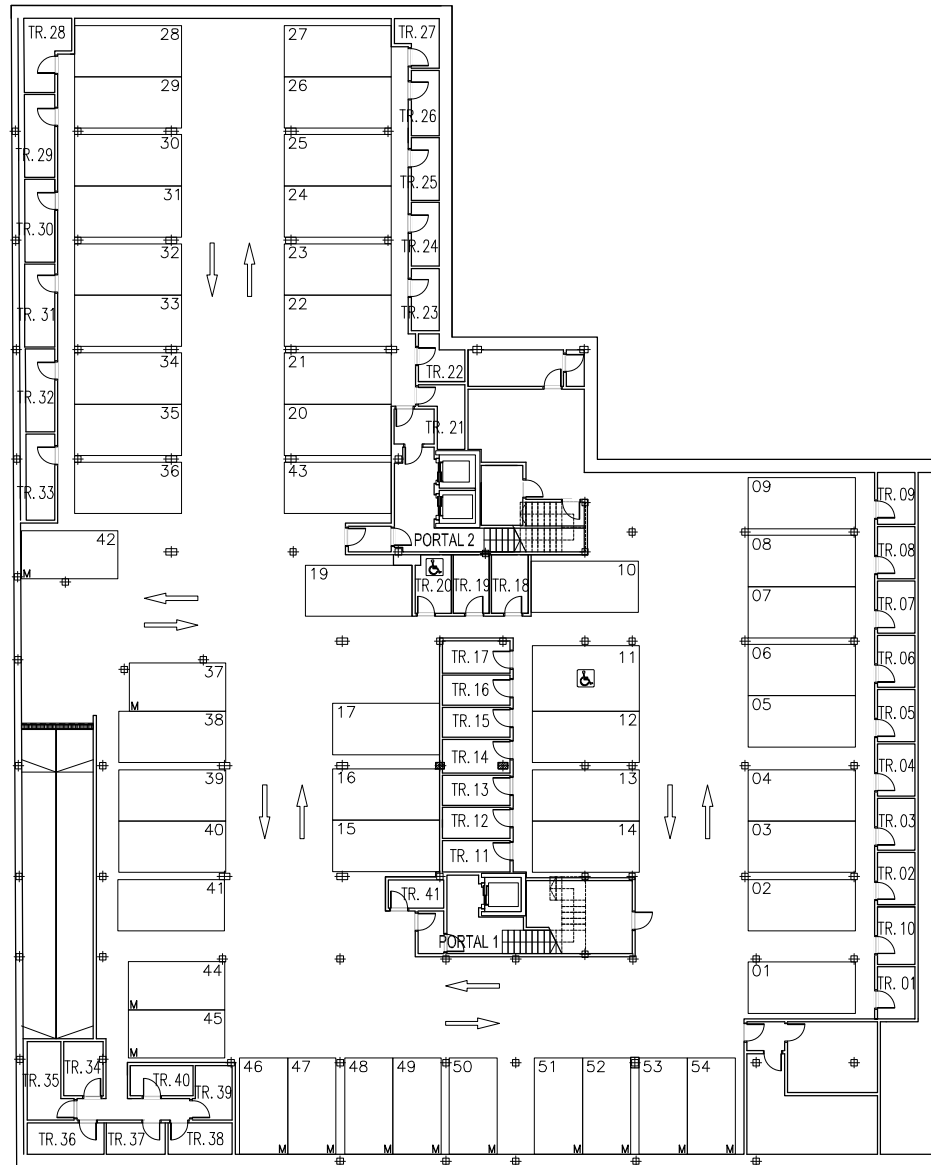 TR. 28
28
27
TR. 27
29
26
TR. 26
TR. 29
30
25
TR. 25
31
24
TR. 30
TR. 24
32
23
TR. 31
33
22
TR. 23
34
21
TR. 22
TR. 32
35
20
TR. 21
TR. 33
36
43
09
TR. 09
42
M
PORTAL 2
08
TR. 08
19
TR. 20
TR. 19
TR. 18
10
07
TR. 07
37
M
TR. 17
11
06
TR. 06
TR. 16
38
17
TR. 15
12
05
TR. 05
TR. 14
39
16
TR. 13
13
04
TR. 04
40
15
TR. 12
14
03
TR. 03
TR. 11
41
TR. 41
02
TR. 02
PORTAL 1
TR. 10
44
M
01
TR. 01
45
M
TR. 35
TR. 34
TR. 40
TR. 39
46
47
48
49
50
51
52
53
54
TR. 36
TR. 37
TR. 38
M
M
M
M
M
M
M
M